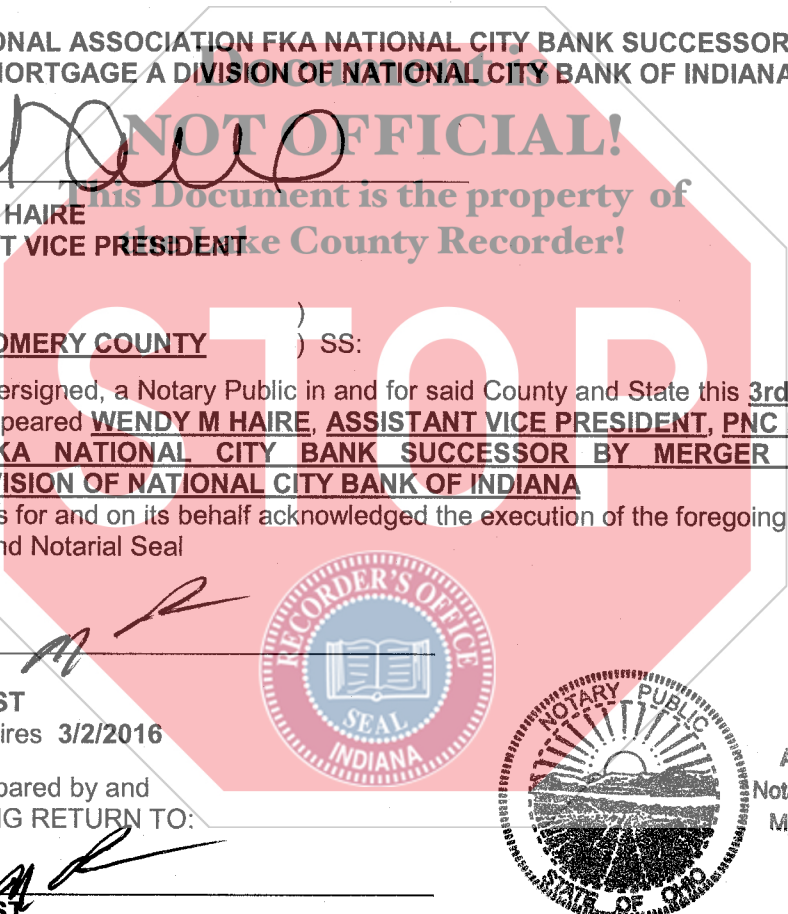 ONAL ASSOCIATION FKA NATIONAL CITY BANK SUCCESSOR
MORTGAGE A DIVISION OF NATIONAL CITY BANK OF INDIANA
Document is
NOT OFFICIAL!
This Document is the property of
the Lake County Recorder!
HAIRE
T VICE PRESIDENT
)
OMERY COUNTY ) SS:
STOP
ersigned, a Notary Public in and for said County and State this 3rd
peared WENDY M HAIRE, ASSISTANT VICE PRESIDENT, PNC
KA NATIONAL CITY BANK SUCCESSOR BY MERGER
VISION OF NATIONAL CITY BANK OF INDIANA
s for and on its behalf acknowledged the execution of the foregoing
nd Notarial Seal
RECORDER'S OFFICE
SEAL
INDIANA
ST
ires 3/2/2016
pared by and
NG RETURN TO:
NOTARY PUBLIC
STATE OF OHIO
A
Not
M
ST